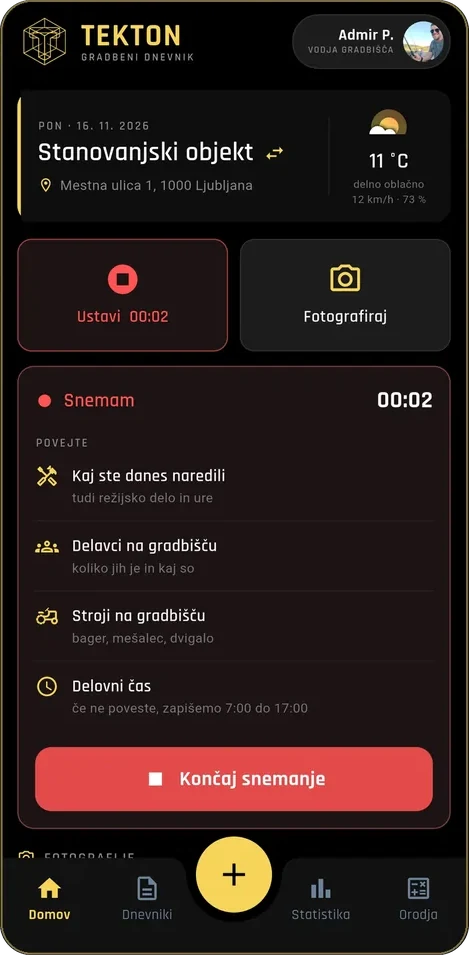 TEKTON
GRADBENI DNEVNIK
Admir P.
VODJA GRADBIŠČA
PON · 16. 11. 2026
Stanovanjski objekt
Mestna ulica 1, 1000 Ljubljana
11 °C
delno oblačno
12 km/h · 73 %
Ustavi 00:02
Fotografiraj
Snemam
00:02
POVEJTE
Kaj ste danes naredili
tudi režijsko delo in ure
Delavci na gradbišču
koliko jih je in kaj so
Stroji na gradbišču
bager, mešalec, dvigalo
Delovni čas
če ne poveste, zapišemo 7:00 do 17:00
Končaj snemanje
FOTOGRAFIJE
Domov
Dnevniki
Statistika
Orodja